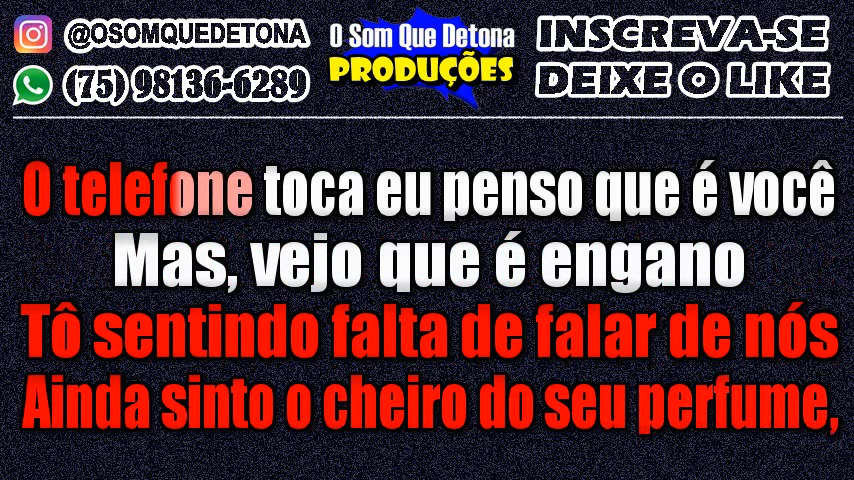 @OSOMQUEDETONA
(75) 98136-6289
O Som Que Detona
PRODUÇÕES
INSCREVA-SE
DEIXE O LIKE
O telefone toca eu penso que é você
Mas, vejo que é engano
Tô sentindo falta de falar de nós
Ainda sinto o cheiro do seu perfume,